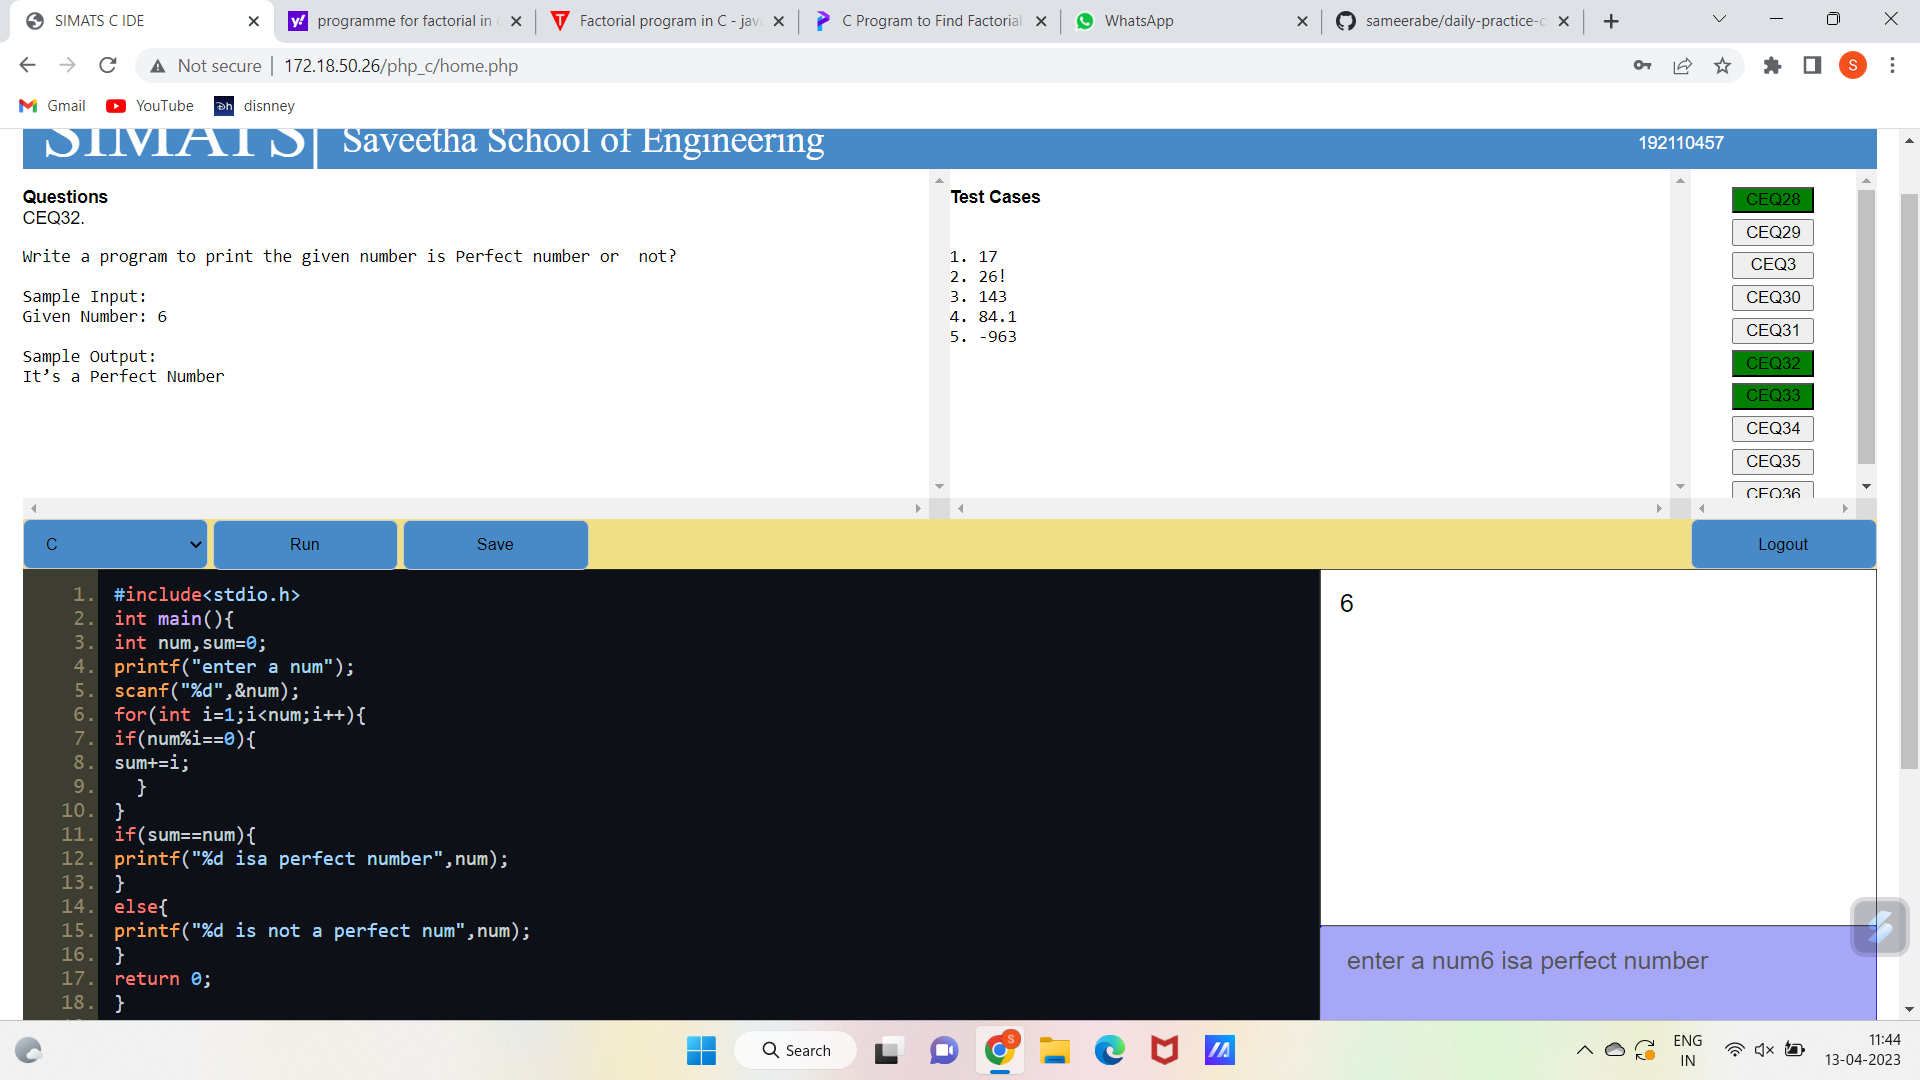 SIMATS C IDE
programme for factorial in
Factorial program in C - jav
C Program to Find Factorial
WhatsApp
sameerabe/daily-practice-c
Not secure
172.18.50.26/php_c/home.php
S
Gmail
YouTube
disnney
SIMATS
Saveetha School of Engineering
192110457
Questions
CEQ32.
Write a program to print the given number is Perfect number or  not?
Sample Input:
Given Number: 6
Sample Output:
It’s a Perfect Number
Test Cases
1. 17
2. 26!
3. 143
4. 84.1
5. -963
CEQ28
CEQ29
CEQ3
CEQ30
CEQ31
CEQ32
CEQ33
CEQ34
CEQ35
CEQ36
C
Run
Save
Logout
1. #include<stdio.h>
2. int main(){
3. int num,sum=0;
4. printf("enter a num");
5. scanf("%d",&num);
6. for(int i=1;i<num;i++){
7. if(num%i==0){
8. sum+=i;
9.   }
10. }
11. if(sum==num){
12. printf("%d isa perfect number",num);
13. }
14. else{
15. printf("%d is not a perfect num",num);
16. }
17. return 0;
18. }
6
enter a num6 isa perfect number
Search
S
ENG
IN
11:44
13-04-2023